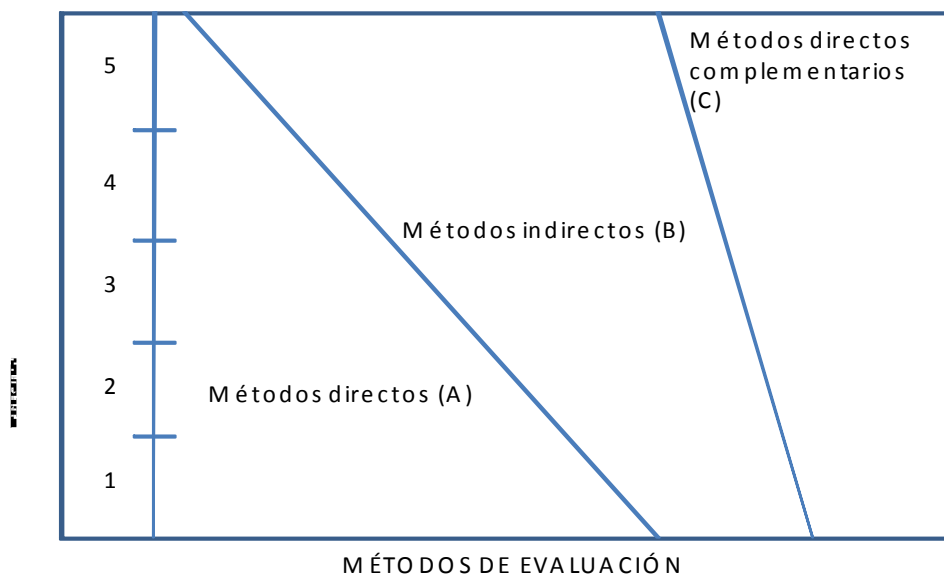 Métodos directos
complementarios
(C)
5
4
Métodos indirectos (B)
3
2
Métodos directos (A)
1
MÉTODOS DE EVALUACIÓN